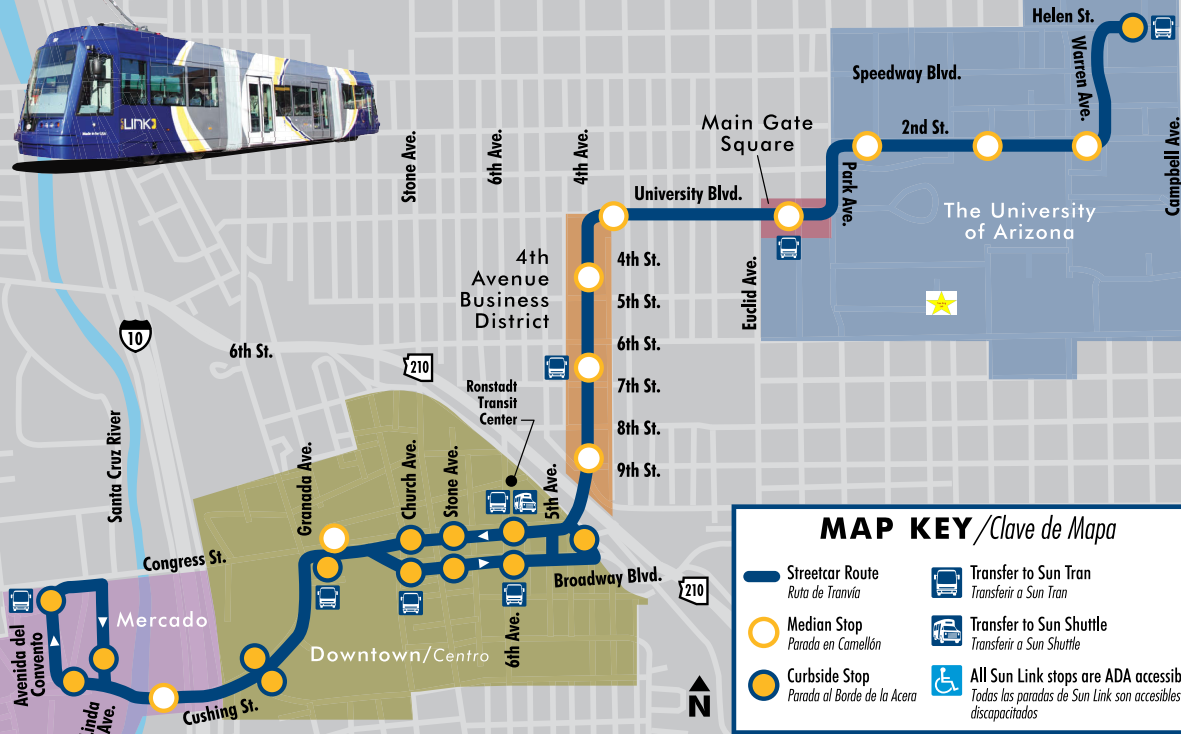 Helen St.
Warren Ave.
Speedway Blvd.
Main Gate
Square
2nd St.
Campbell Ave.
Stone Ave.
6th Ave.
4th Ave.
University Blvd.
Park Ave.
The University
of Arizona
LINK
4th
Avenue
Business
District
4th St.
5th St.
6th St.
7th St.
8th St.
9th St.
Euclid Ave.
10
6th St.
210
Ronstadt
Transit
Center
Santa Cruz River
Granada Ave.
Church Ave.
Stone Ave.
5th Ave.
Congress St.
Broadway Blvd.
210
Mercado
Avenida del
Convento
Downtown/Centro
6th Ave.
Cushing St.
Linda
Ave.
N
MAP KEY/Clave de Mapa
Streetcar Route
Ruta de Tranvía
Median Stop
Parada en Camellón
Curbside Stop
Parada al Borde de la Acera
Transfer to Sun Tran
Transferir a Sun Tran
Transfer to Sun Shuttle
Transferir a Sun Shuttle
All Sun Link stops are ADA accessib
Todas las paradas de Sun Link son accesibles
discapacitados